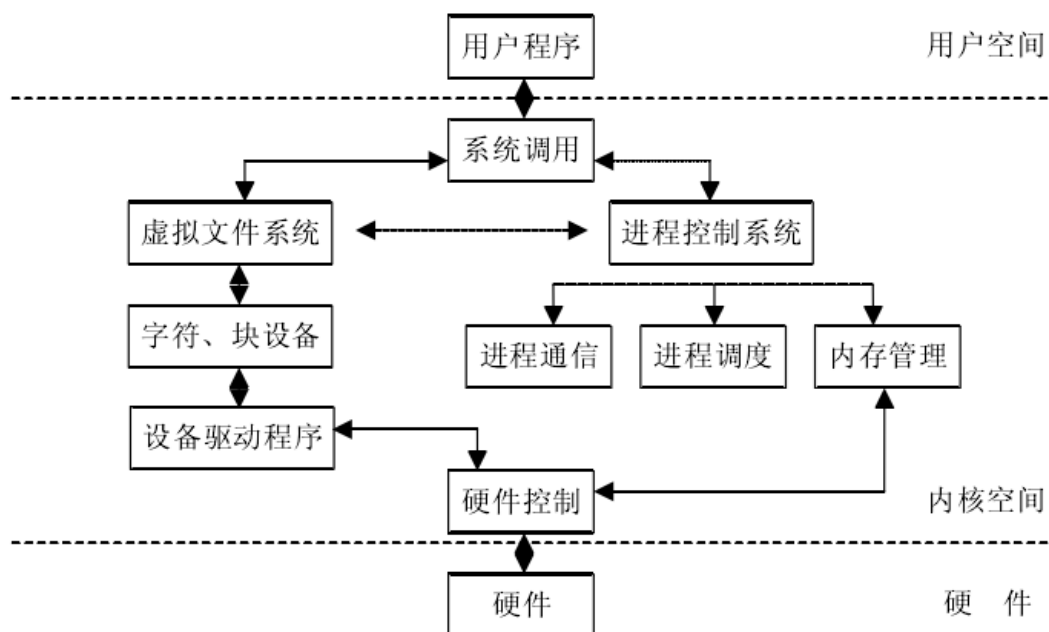 用户程序
用户空间
系统调用
虚拟文件系统
进程控制系统
字符、块设备
进程通信
进程调度
内存管理
设备驱动程序
硬件控制
内核空间
硬件
硬 件